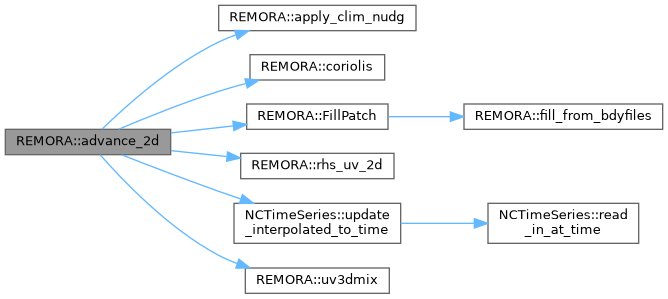 REMORA::apply_clim_nudg
REMORA::coriolis
REMORA::FillPatch
REMORA::fill_from_bdyfiles
REMORA::advance_2d
REMORA::rhs_uv_2d
NCTimeSeries::update
_interpolated_to_time
NCTimeSeries::read
_in_at_time
REMORA::uv3dmix